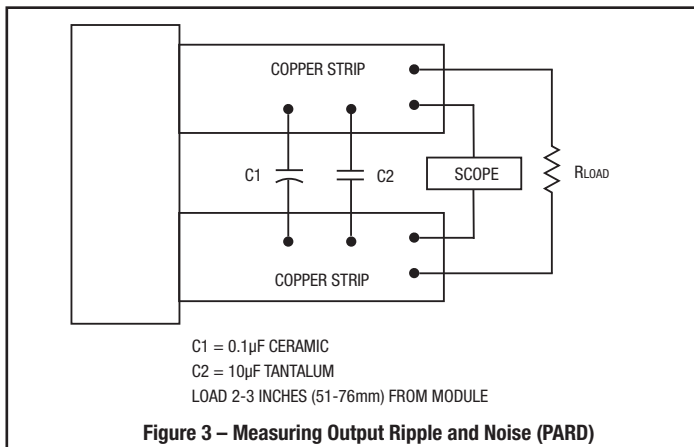 COPPER STRIP
C1
C2
SCOPE
RLOAD
COPPER STRIP
C1 = 0.1µF CERAMIC
C2 = 10µF TANTALUM
LOAD 2-3 INCHES (51-76mm) FROM MODULE
Figure 3 – Measuring Output Ripple and Noise (PARD)